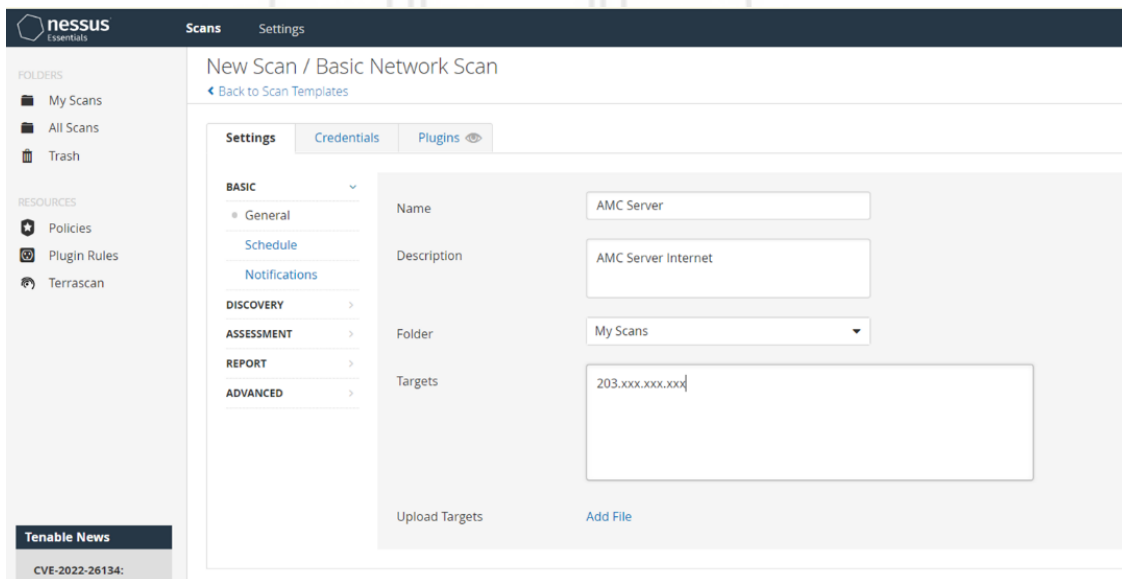 nessus
Essentials
Scans
Settings
FOLDERS
My Scans
All Scans
Trash
RESOURCES
Policies
Plugin Rules
Terrascan
Tenable News
CVE-2022-26134:
New Scan / Basic Network Scan
Back to Scan Templates
Settings
Credentials
Plugins
BASIC
General
Schedule
Notifications
DISCOVERY
ASSESSMENT
REPORT
ADVANCED
Name
AMC Server
Description
AMC Server Internet
Folder
My Scans
Targets
203.xxx.xxx.xxx
Upload Targets
Add File